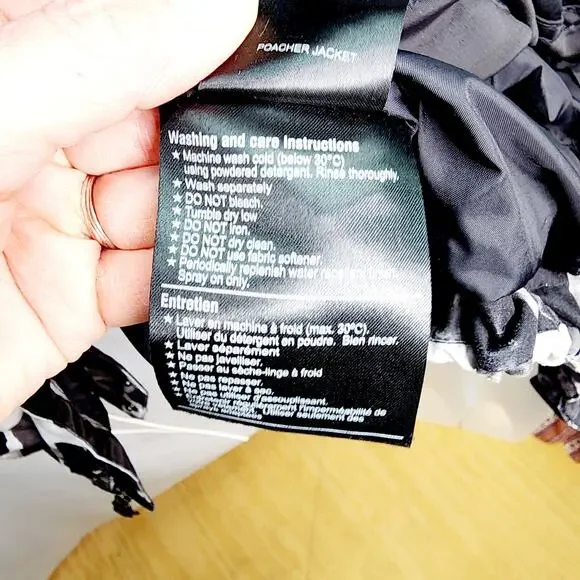 POACHER JACKET
Washing and care Instructions
★ Machine wash cold (below 30°C)
using powdered detergent. Rinse thoroughly,
★ Wash separately
★ DO NOT bleach.
★ Tumble dry low
★ DO NOT iron.
★ DO NOT dry clean.
★ DO NOT use fabric softener.
★ Periodically replenish water repellent finish.
Spray on only.
Entretien
★ Laver en machine à froid (max. 30°C).
Utiliser du détergent en poudre. Bien rincer.
★ Laver séparément
★ Ne pas javelliser.
★ Passer au sèche-linge à froid
★ Ne pas repasser.
★ Ne pas laver à sec.
★ Ne pas utiliser d'assouplissant.
l'imperméabilité de
seulement des